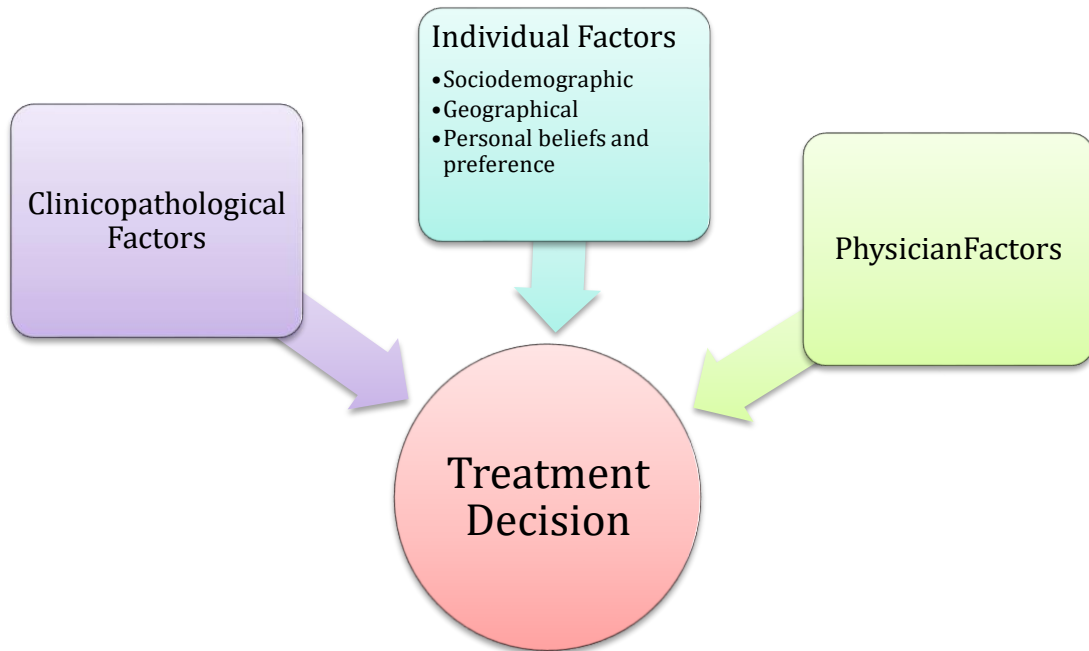 Individual Factors
•Sociodemographic
•Geographical
•Personal beliefs and
preference
Clinicopathological
Factors
PhysicianFactors
Treatment
Decision